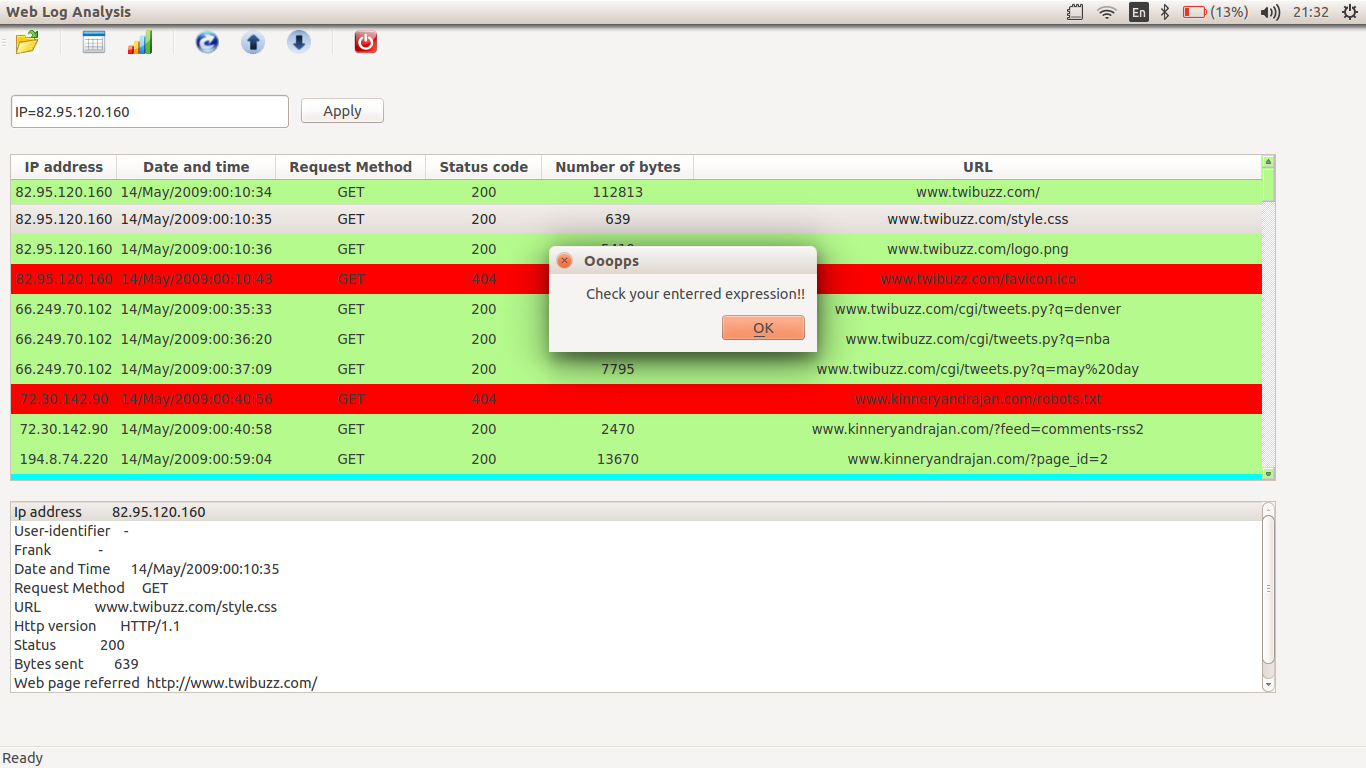 Web Log Analysis En (13%) 21:32
IP=82.95.120.160 Apply
IP address Date and time Request Method Status code Number of bytes URL
82.95.120.160 14/May/2009:00:10:34 GET 200 112813 www.twibuzz.com/
82.95.120.160 14/May/2009:00:10:35 GET 200 639 www.twibuzz.com/style.css
82.95.120.160 14/May/2009:00:10:36 GET 200 www.twibuzz.com/logo.png
82.95.120.160 14/May/2009:00:10:43 GET 404 www.twibuzz.com/favicon.ico
66.249.70.102 14/May/2009:00:35:33 GET 200 www.twibuzz.com/cgi/tweets.py?q=denver
66.249.70.102 14/May/2009:00:36:20 GET 200 www.twibuzz.com/cgi/tweets.py?q=nba
66.249.70.102 14/May/2009:00:37:09 GET 200 7795 www.twibuzz.com/cgi/tweets.py?q=may%20day
72.30.142.90 14/May/2009:00:40:56 GET 404 - www.kinneryandrajan.com/robots.txt
72.30.142.90 14/May/2009:00:40:58 GET 200 2470 www.kinneryandrajan.com/?feed=comments-rss2
194.8.74.220 14/May/2009:00:59:04 GET 200 13670 www.kinneryandrajan.com/?page_id=2
Ooopps
Check your enterred expression!!
OK
Ip address 82.95.120.160
User-identifier -
Frank -
Date and Time 14/May/2009:00:10:35
Request Method GET
URL www.twibuzz.com/style.css
Http version HTTP/1.1
Status 200
Bytes sent 639
Web page referred http://www.twibuzz.com/
Ready